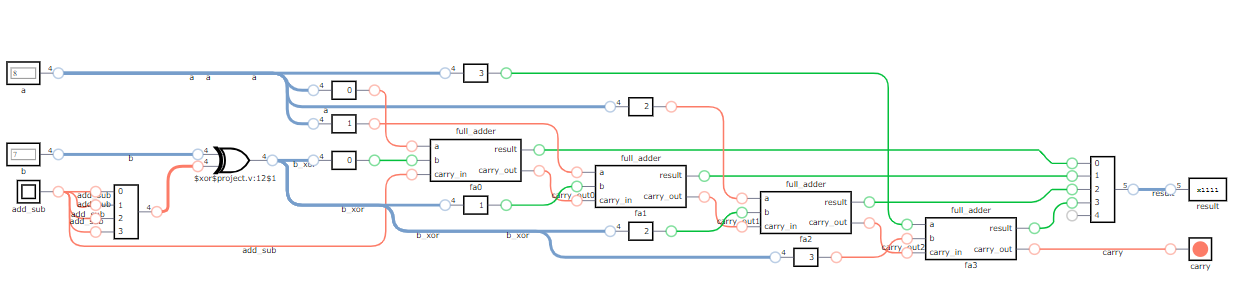 8
4
a
a
a
a
4
3
4
0
a
4
2
4
1
7
4
b
b
4
4
$xor$project.v:12$1
4
b_xor
4
0
add_sub
add_sub
add_sub
add_sub
0
1
2
3
4
add_sub
full_adder
a
b
carry_in
result
carry_out
fa0
b_xor
4
1
carry_out0
full_adder
a
b
carry_in
result
carry_out
fa1
b_xor
b_xor
4
2
carry_out1
full_adder
a
b
carry_in
result
carry_out
fa2
4
3
carry_out2
full_adder
a
b
carry_in
result
carry_out
fa3
0
1
2
3
4
5
result
5
x1111
result
carry
carry